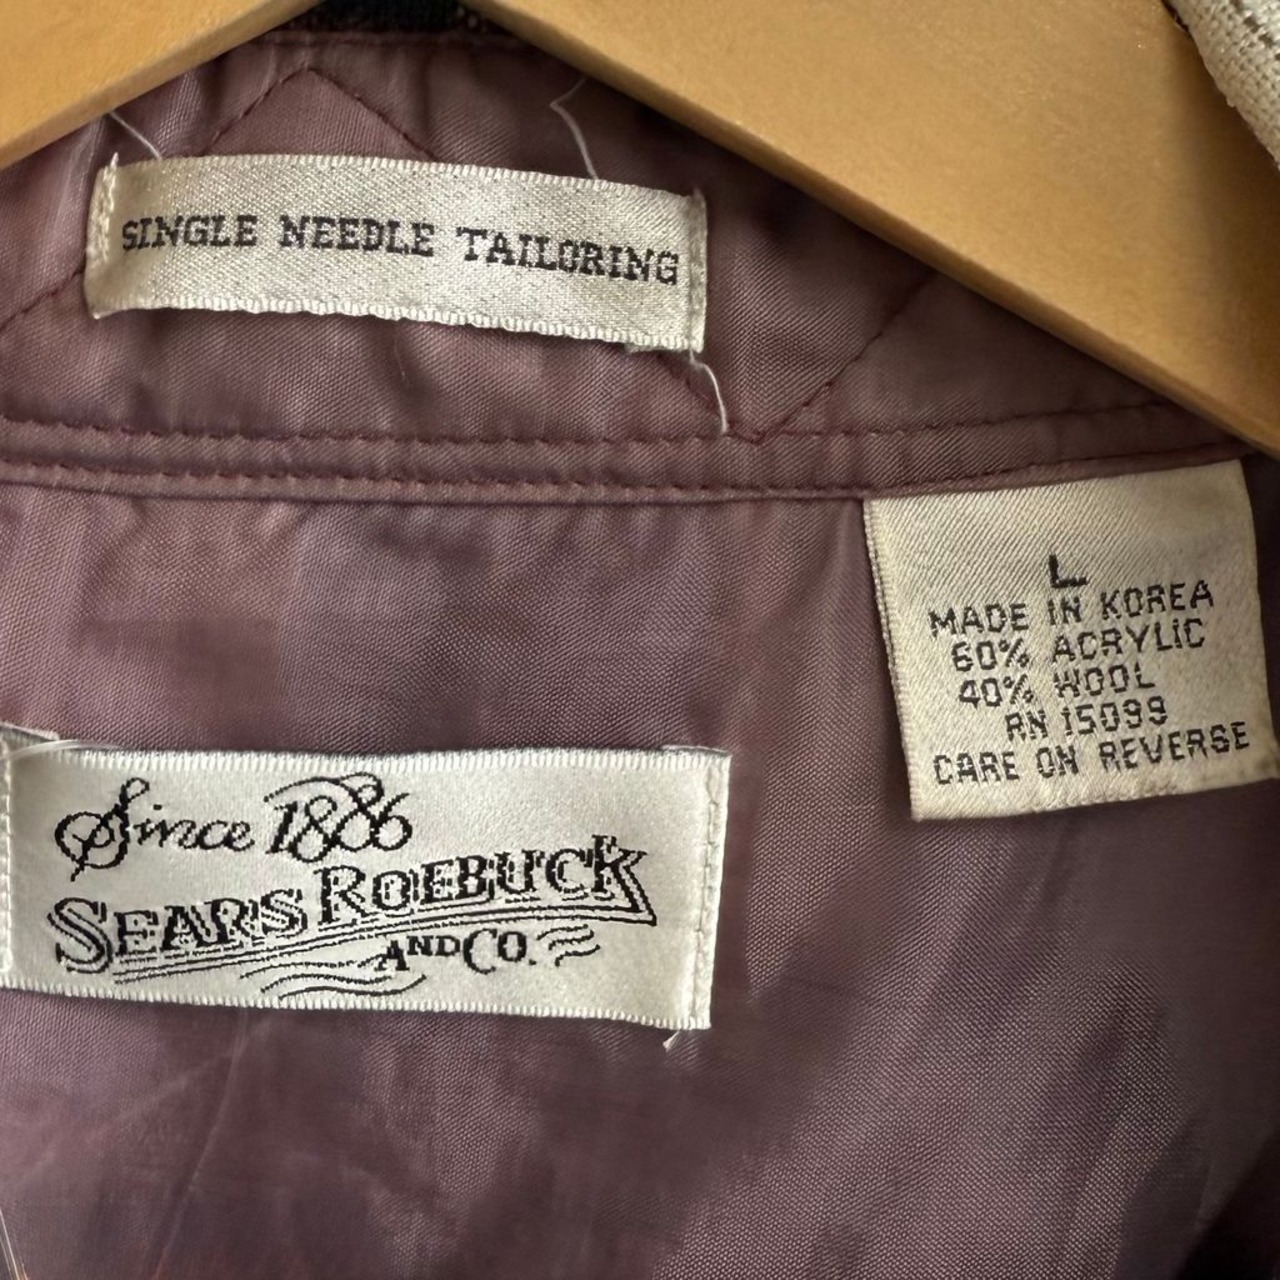 SINGLE NEEDLE TAILORING
L
MADE IN KOREA
60% ACRYLIC
40% WOOL
RN 15099
CARE ON REVERSE
Since 1886
SEARS ROEBUCK
AND CO.